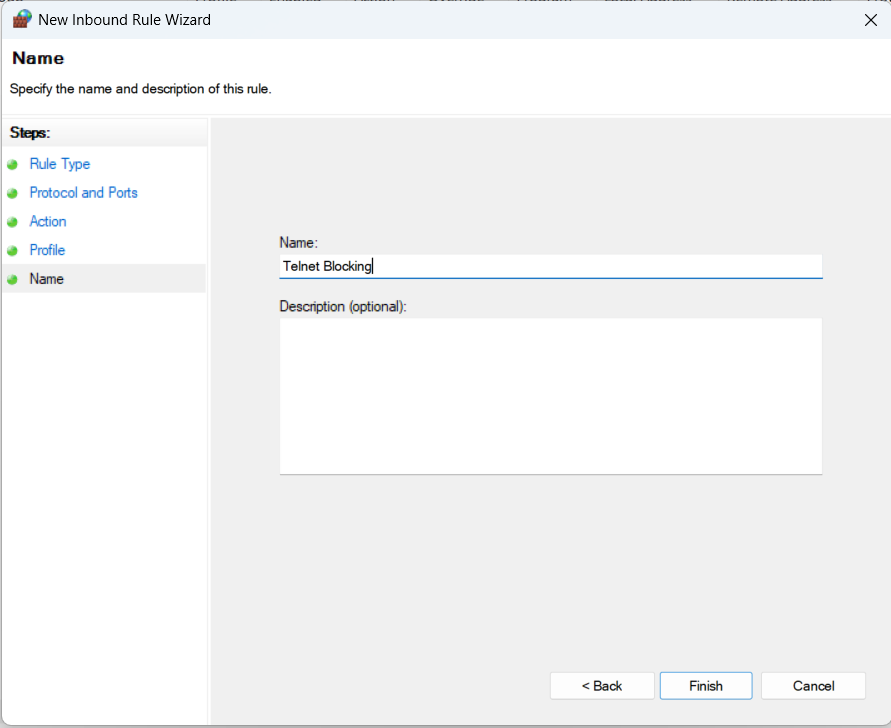 New Inbound Rule Wizard
Name
Specify the name and description of this rule.
Steps:
Rule Type
Protocol and Ports
Action
Profile
Name
Name:
Telnet Blocking
Description (optional):
< Back
Finish
Cancel